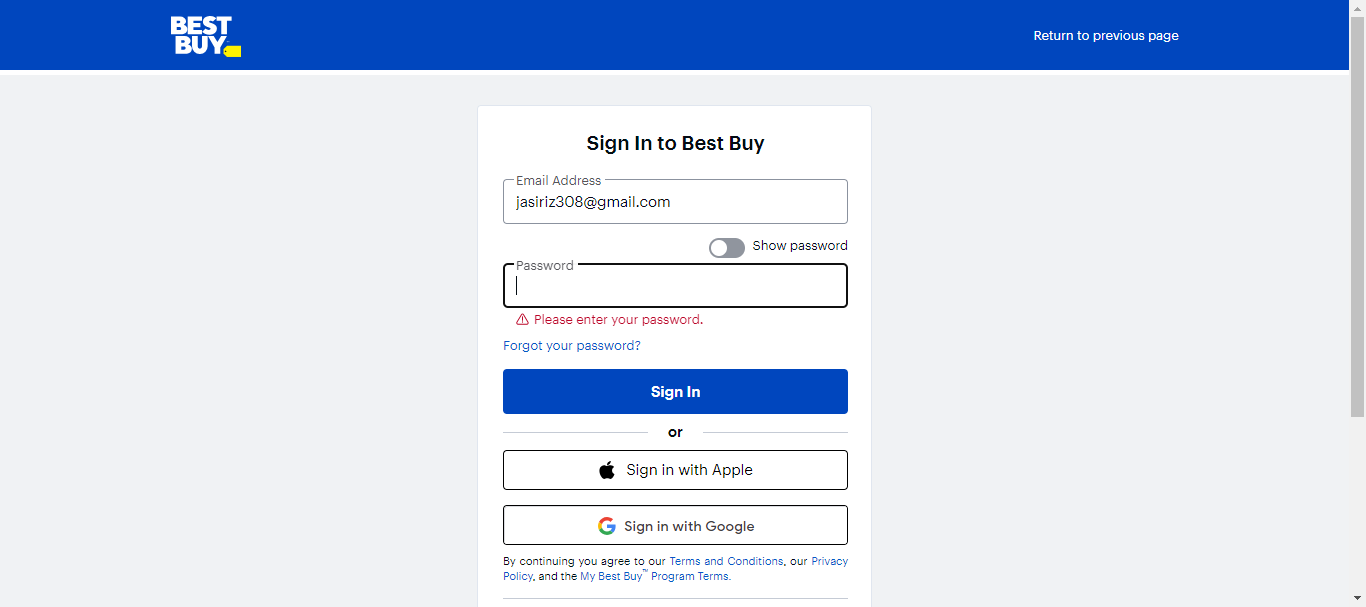 BEST
BUY
Return to previous page
Sign In to Best Buy
Email Address
jasiriz308@gmail.com
Show password
Password
Please enter your password.
Forgot your password?
Sign In
or
Sign in with Apple
Sign in with Google
By continuing you agree to our Terms and Conditions, our Privacy
Policy, and the My Best Buy™ Program Terms.